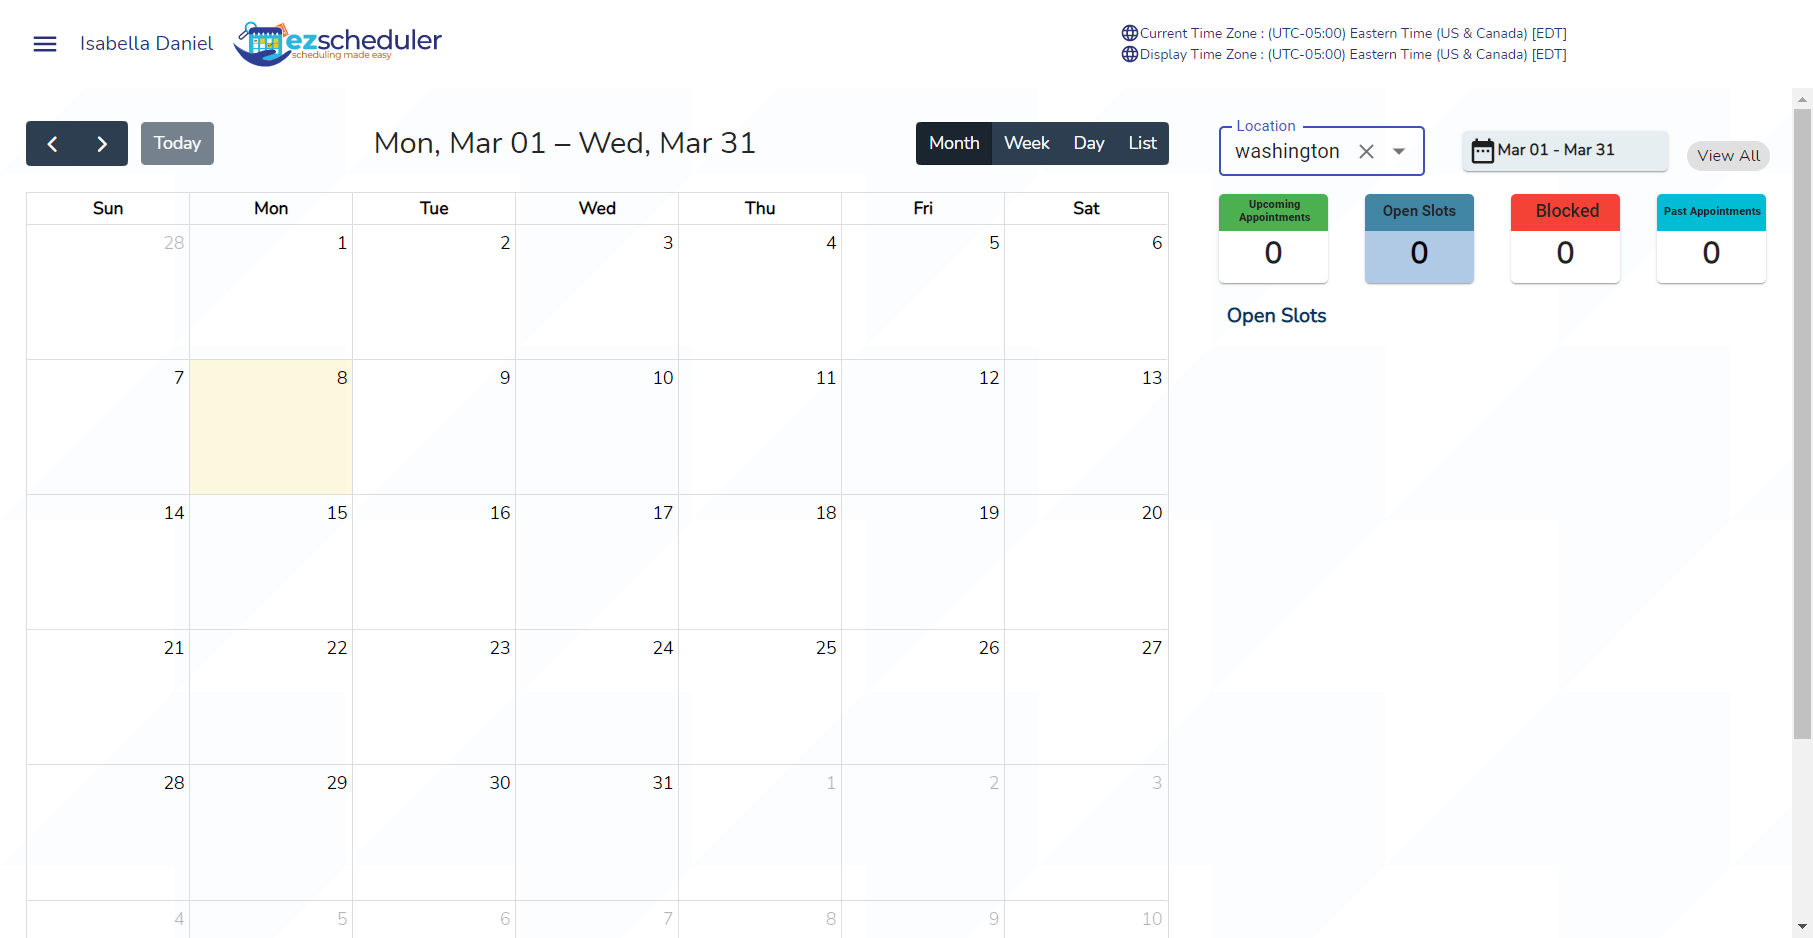 Isabella Daniel
ezscheduler
scheduling made easy
Current Time Zone : (UTC-05:00) Eastern Time (US & Canada) [EDT]
Display Time Zone : (UTC-05:00) Eastern Time (US & Canada) [EDT]
Today
Mon, Mar 01 – Wed, Mar 31
Month Week Day List
Location
washington
Mar 01 - Mar 31
View All
Upcoming
Appointments
0
Open Slots
0
Blocked
0
Past Appointments
0
Open Slots
Sun Mon Tue Wed Thu Fri Sat
28 1 2 3 4 5 6
7 8 9 10 11 12 13
14 15 16 17 18 19 20
21 22 23 24 25 26 27
28 29 30 31 1 2 3
4 5 6 7 8 9 10